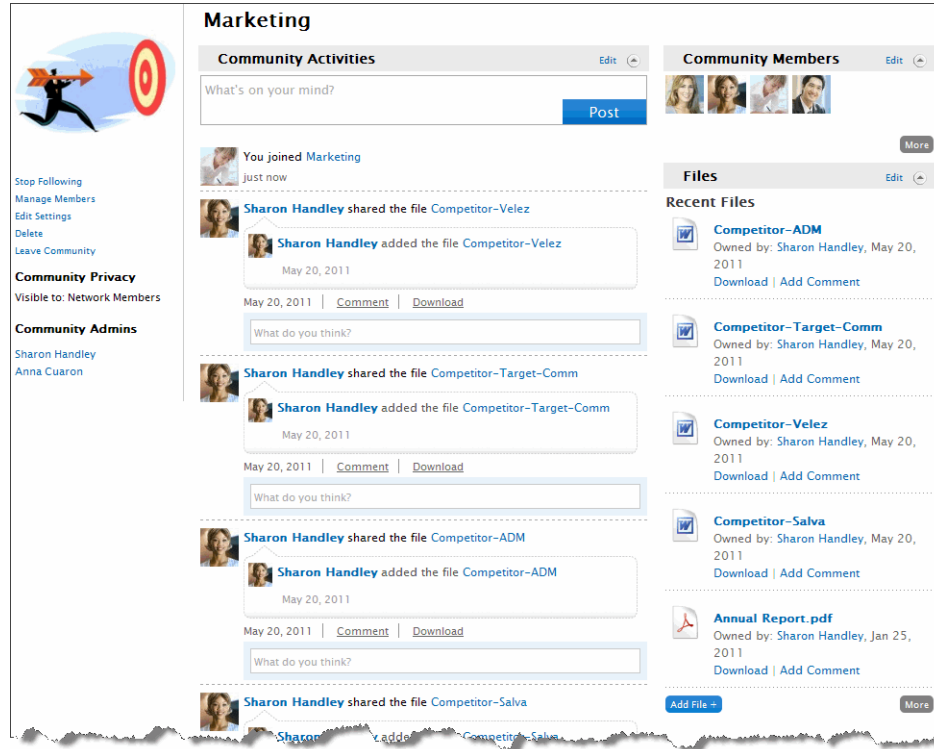 Marketing
Stop Following
Manage Members
Edit Settings
Delete
Leave Community
Community Privacy
Visible to: Network Members
Community Admins
Sharon Handley
Anna Cuaron
Community Activities
Edit
What's on your mind?
Post
You joined Marketing
just now
Sharon Handley shared the file Competitor-Velez
Sharon Handley added the file Competitor-Velez
May 20, 2011
May 20, 2011 | Comment | Download
What do you think?
Sharon Handley shared the file Competitor-Target-Comm
Sharon Handley added the file Competitor-Target-Comm
May 20, 2011
May 20, 2011 | Comment | Download
What do you think?
Sharon Handley shared the file Competitor-ADM
Sharon Handley added the file Competitor-ADM
May 20, 2011
May 20, 2011 | Comment | Download
What do you think?
Sharon Handley shared the file Competitor-Salva
Sharon Handley added the file Competitor-Salva
Community Members
Edit
More
Files
Edit
Recent Files
Competitor-ADM
Owned by: Sharon Handley, May 20,
2011
Download | Add Comment
Competitor-Target-Comm
Owned by: Sharon Handley, May 20,
2011
Download | Add Comment
Competitor-Velez
Owned by: Sharon Handley, May 20,
2011
Download | Add Comment
Competitor-Salva
Owned by: Sharon Handley, May 20,
2011
Download | Add Comment
Annual Report.pdf
Owned by: Sharon Handley, Jan 25,
2011
Download | Add Comment
Add File +
More